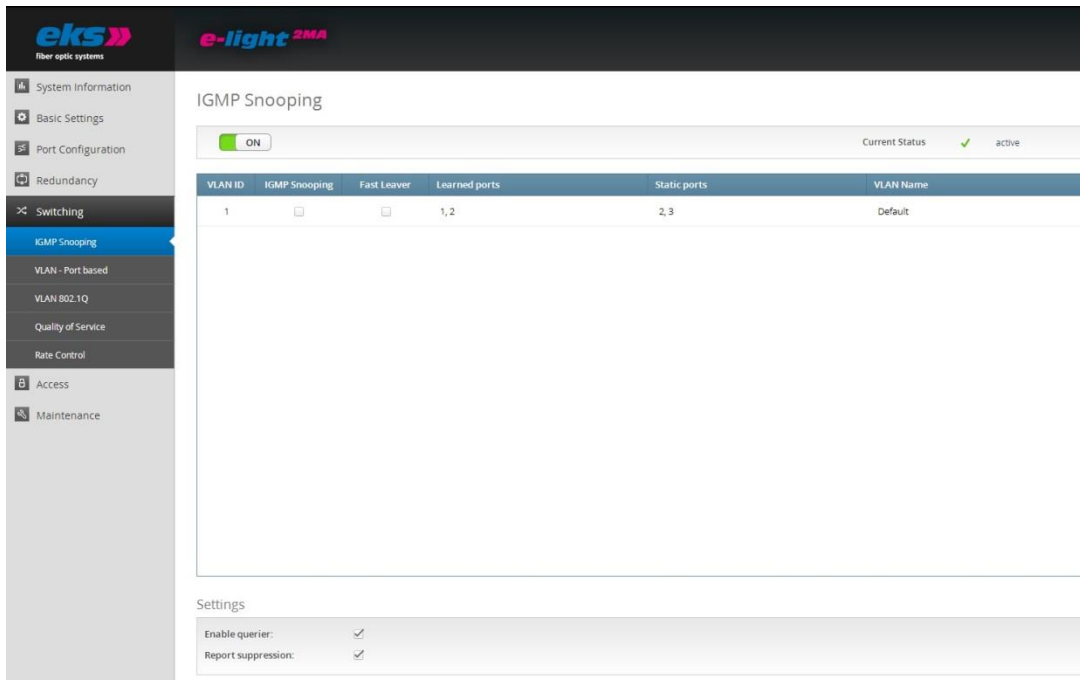 eks
fiber optic systems
e-light 2MA
System Information
Basic Settings
Port Configuration
Redundancy
Switching
IGMP Snooping
VLAN - Port based
VLAN 802.1Q
Quality of Service
Rate Control
Access
Maintenance
IGMP Snooping
ON Current Status active
VLAN ID IGMP Snooping Fast Leaver Learned ports Static ports VLAN Name
1 1, 2 2, 3 Default
Settings
Enable querier:
Report suppression: